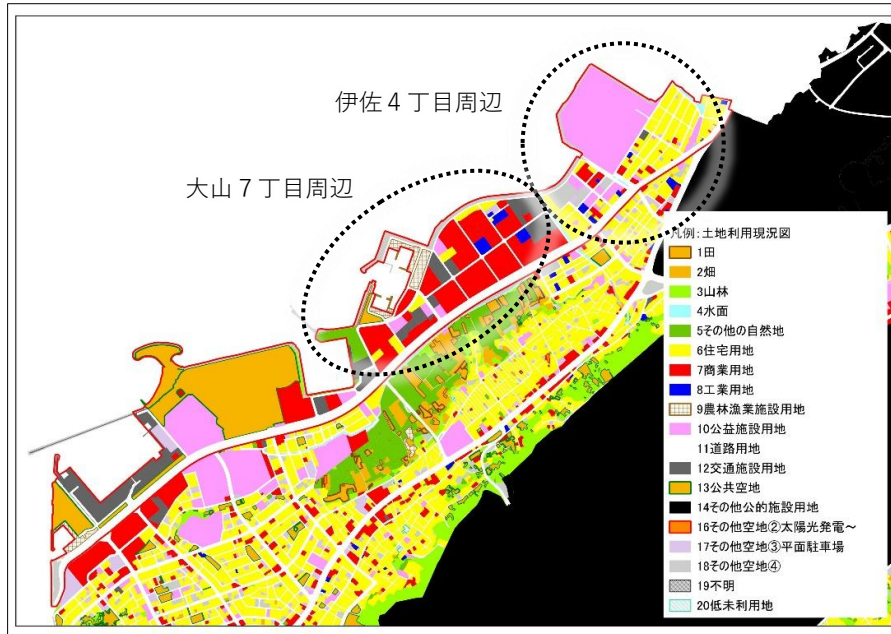 伊佐４丁目周辺
大山７丁目周辺
凡例:土地利用現況図
1田
2畑
3山林
4水面
5その他の自然地
6住宅用地
7商業用地
8工業用地
9農林漁業施設用地
10公益施設用地
11道路用地
12交通施設用地
13公共空地
14その他公的施設用地
16その他空地②太陽光発電～
17その他空地③平面駐車場
18その他空地④
19不明
20低未利用地